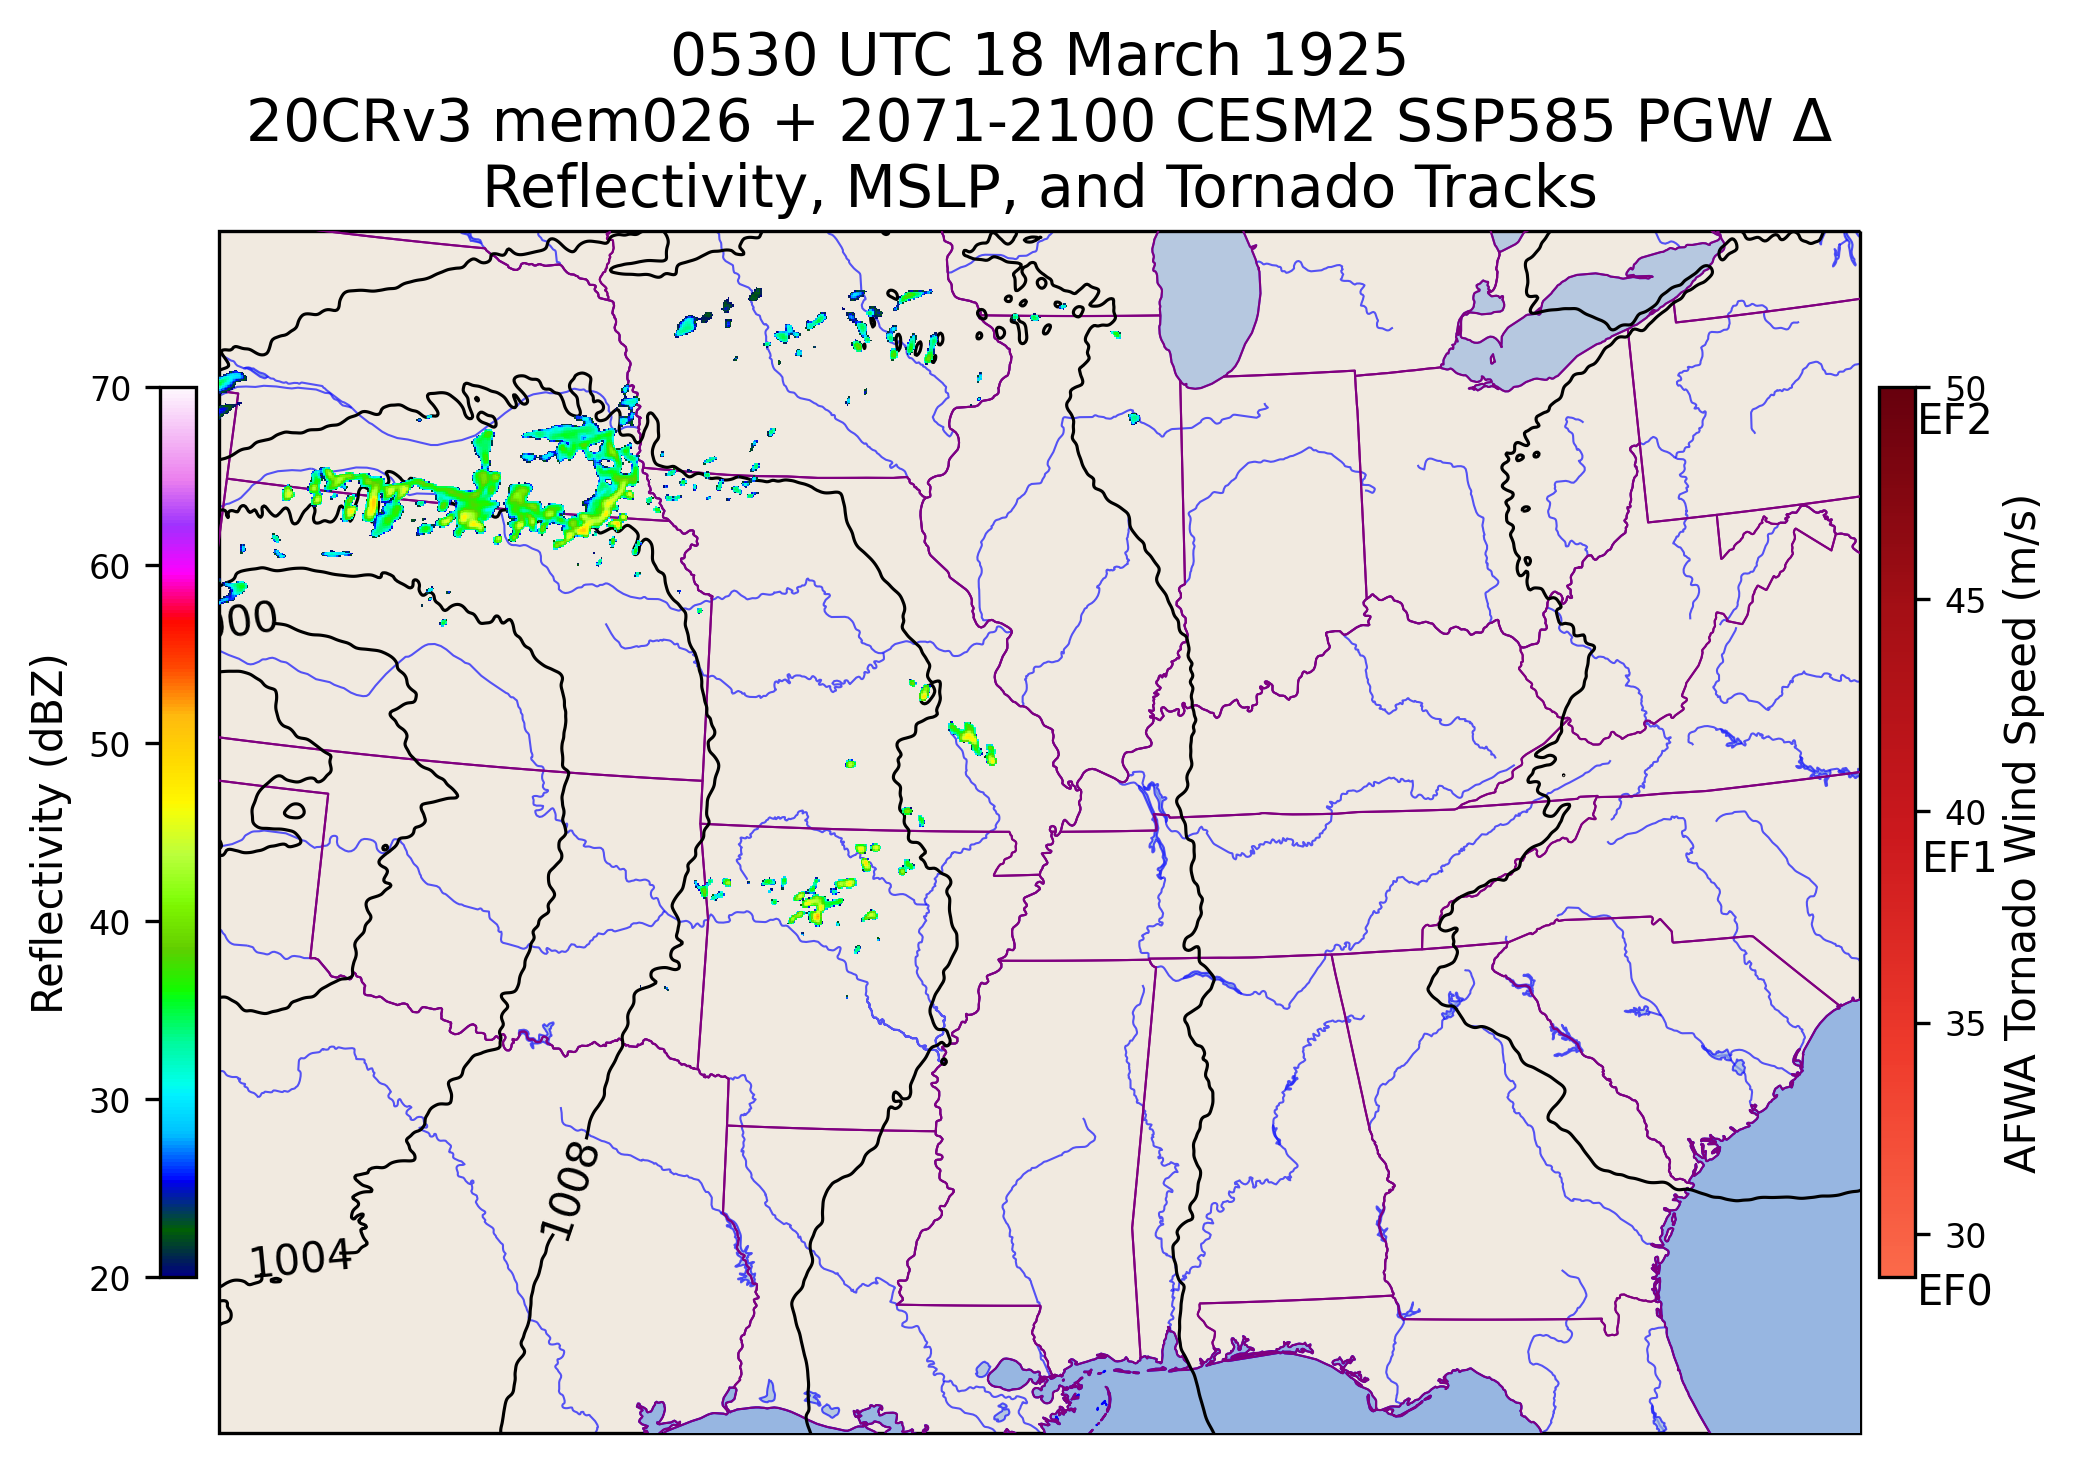 0530 UTC 18 March 1925
20CRv3 mem026 + 2071-2100 CESM2 SSP585 PGW Δ
Reflectivity, MSLP, and Tornado Tracks
70
60
50
40
30
20
Reflectivity (dBZ)
00
1008
1004
50
EF2
45
40
EF1
35
30
EF0
AFWA Tornado Wind Speed (m/s)